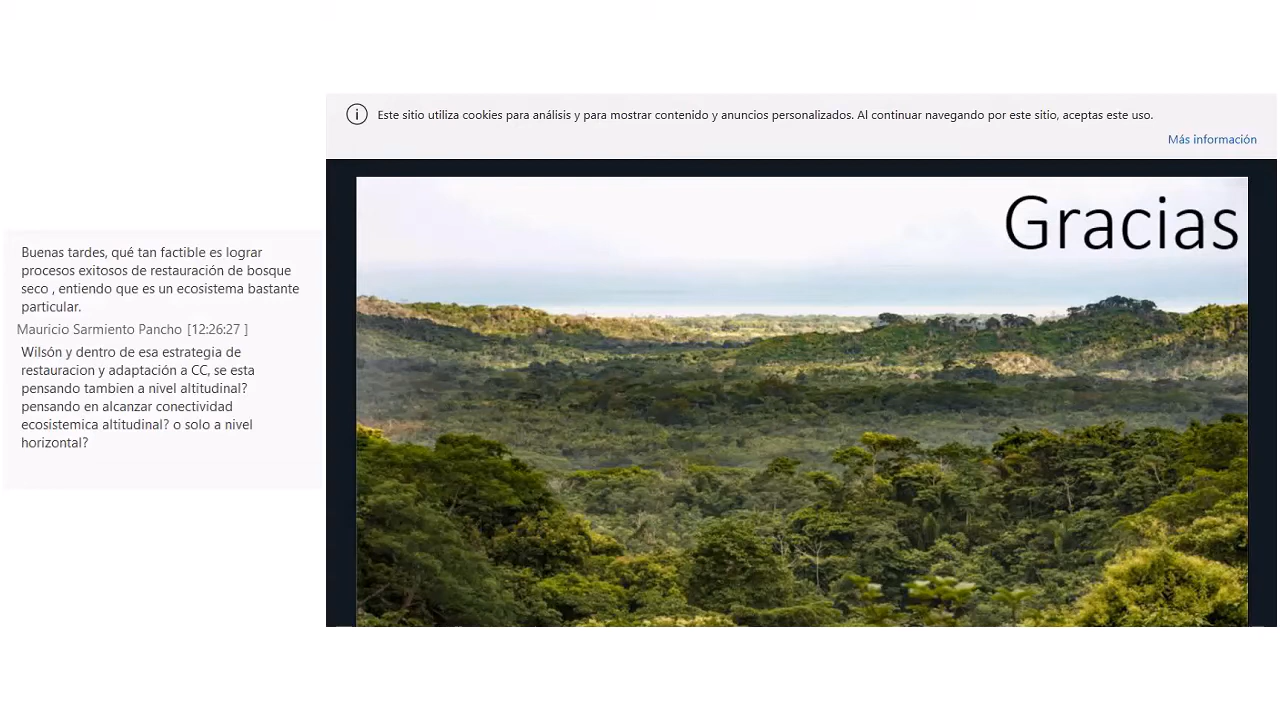 Este sitio utiliza cookies para análisis y para mostrar contenido y anuncios personalizados. Al continuar navegando por este sitio, aceptas este uso.
Más información
Gracias
Buenas tardes, qué tan factible es lograr
procesos exitosos de restauración de bosque
seco , entiendo que es un ecosistema bastante
particular.
Mauricio Sarmiento Pancho [12:26:27 ]
Wilsón y dentro de esa estrategia de
restauracion y adaptación a CC, se esta
pensando tambien a nivel altitudinal?
pensando en alcanzar conectividad
ecosistemica altitudinal? o solo a nivel
horizontal?